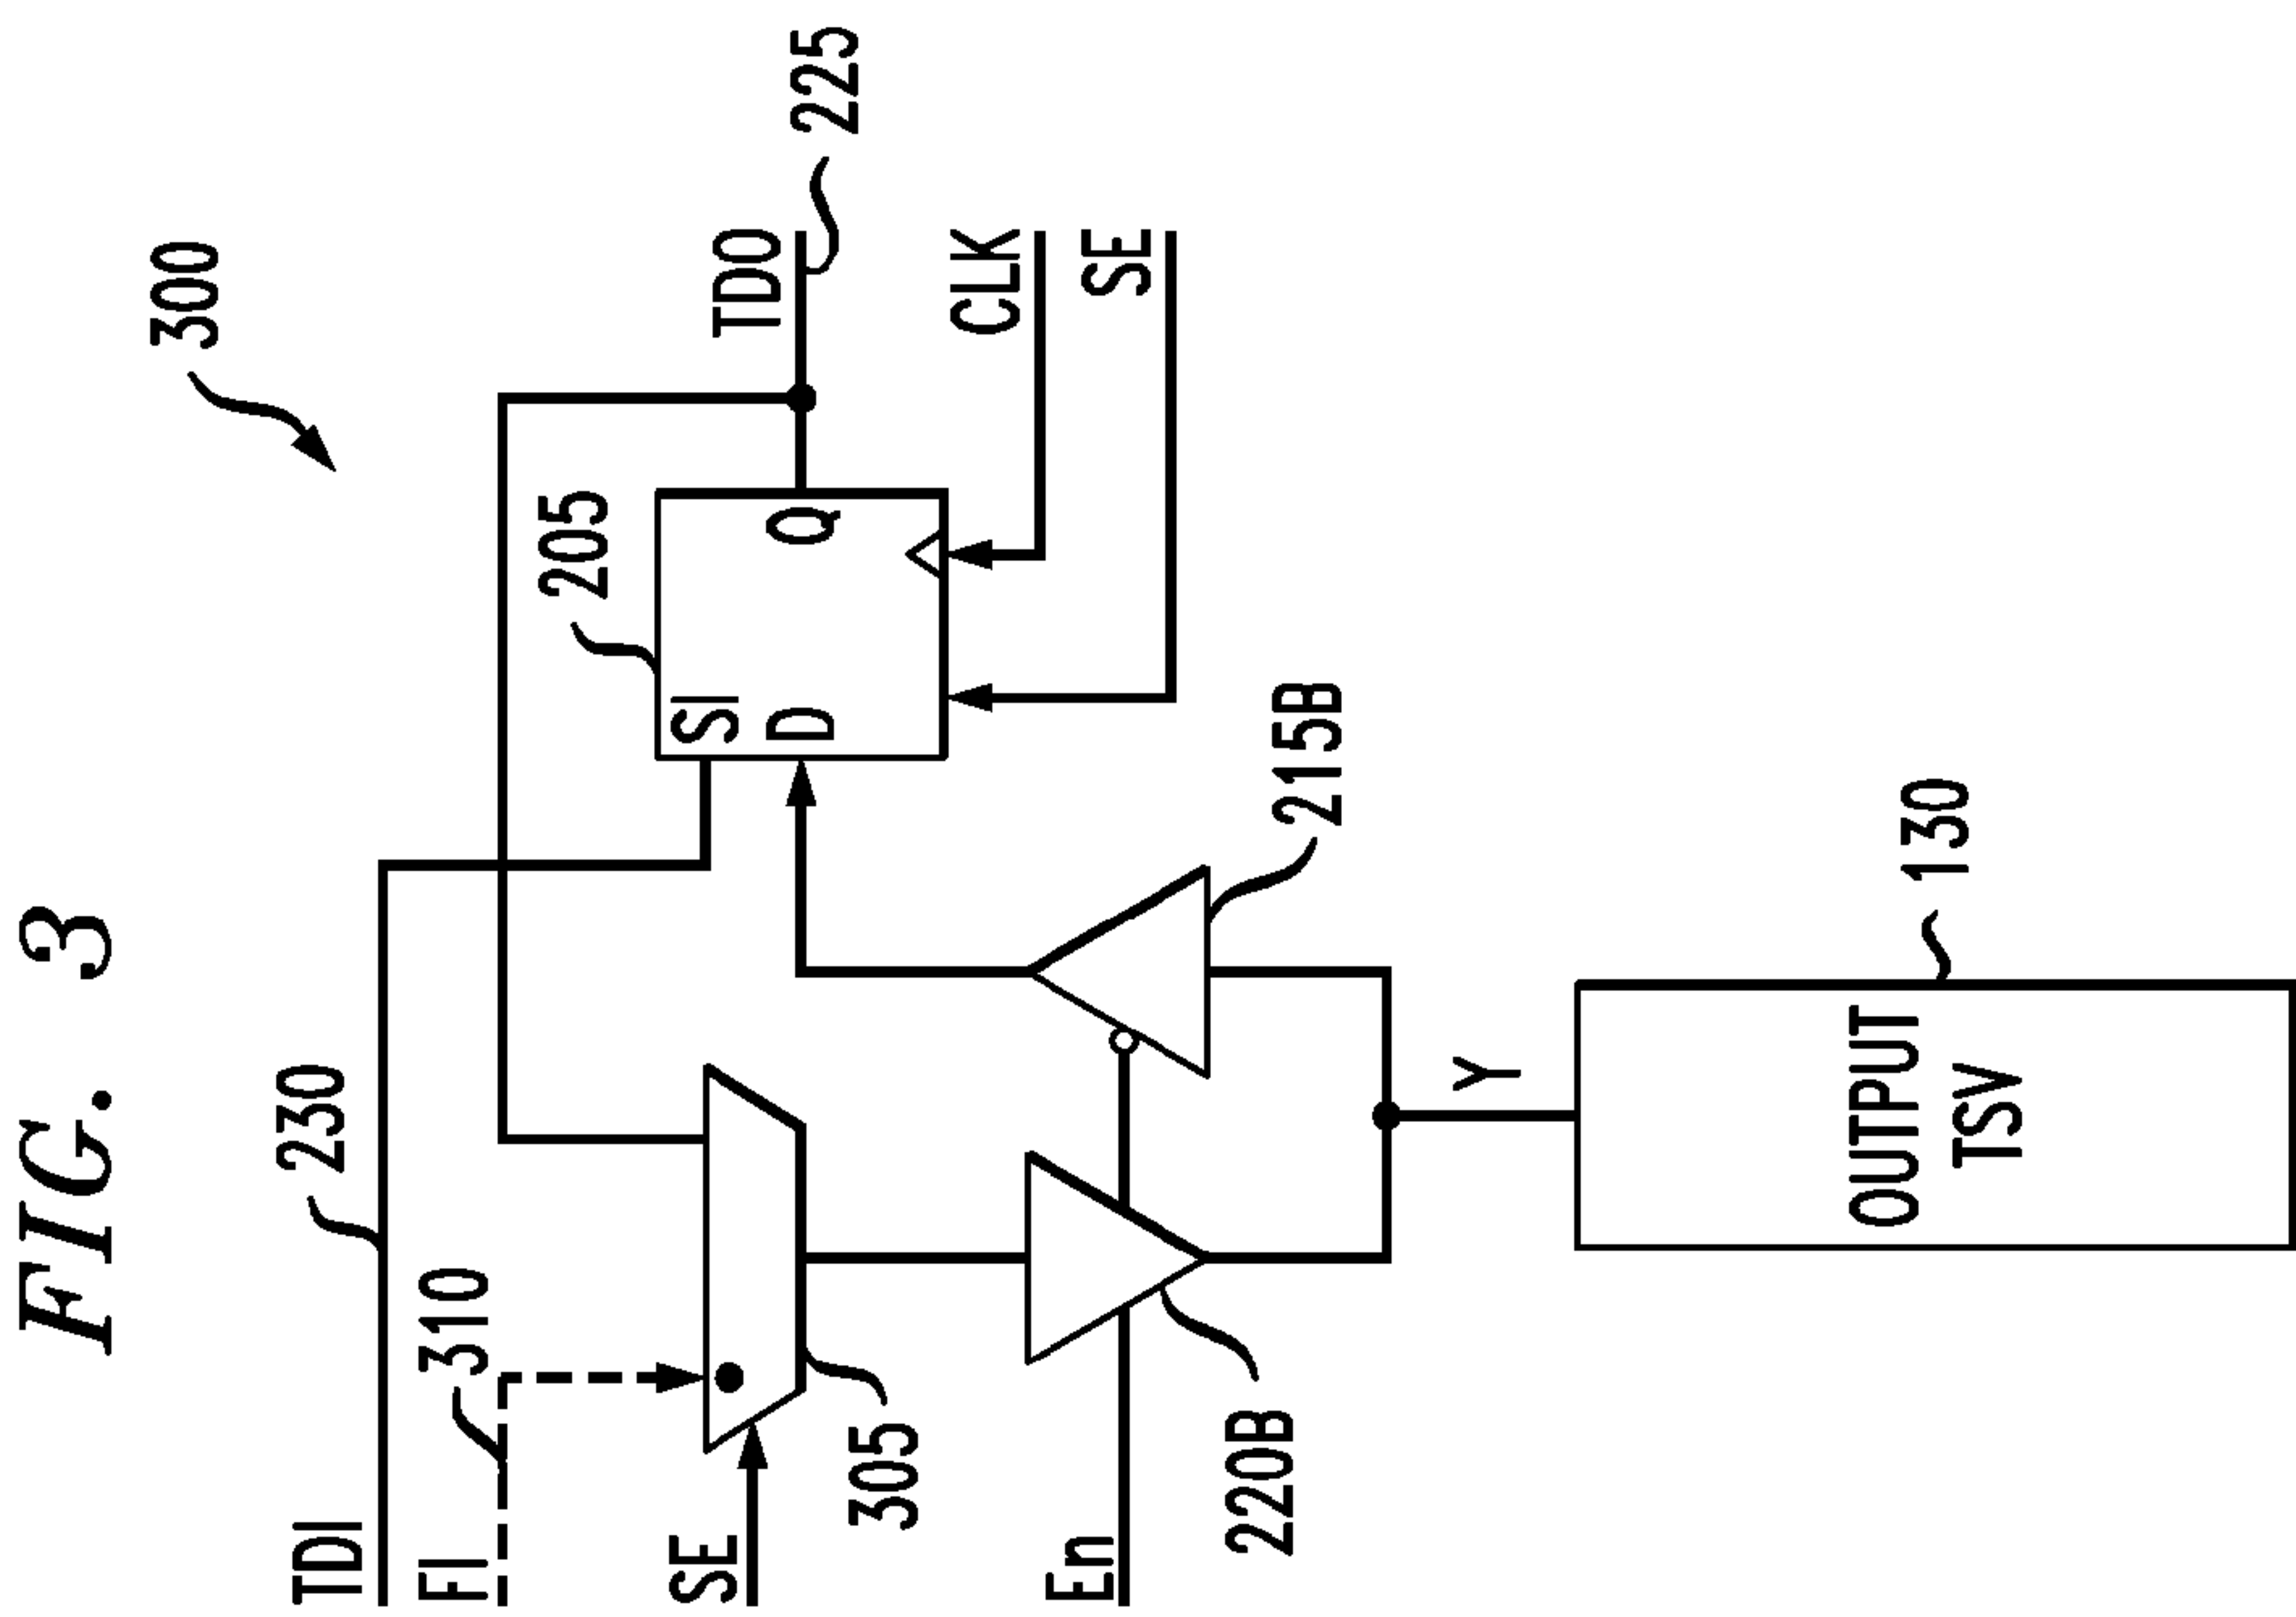 FIG. 3
3000
TDI
230
FI
310
SE
305
En
220B
215B
205
SI
D
Q
TDO
225
CLK
SE
Y
OUTPUT
TSV
130